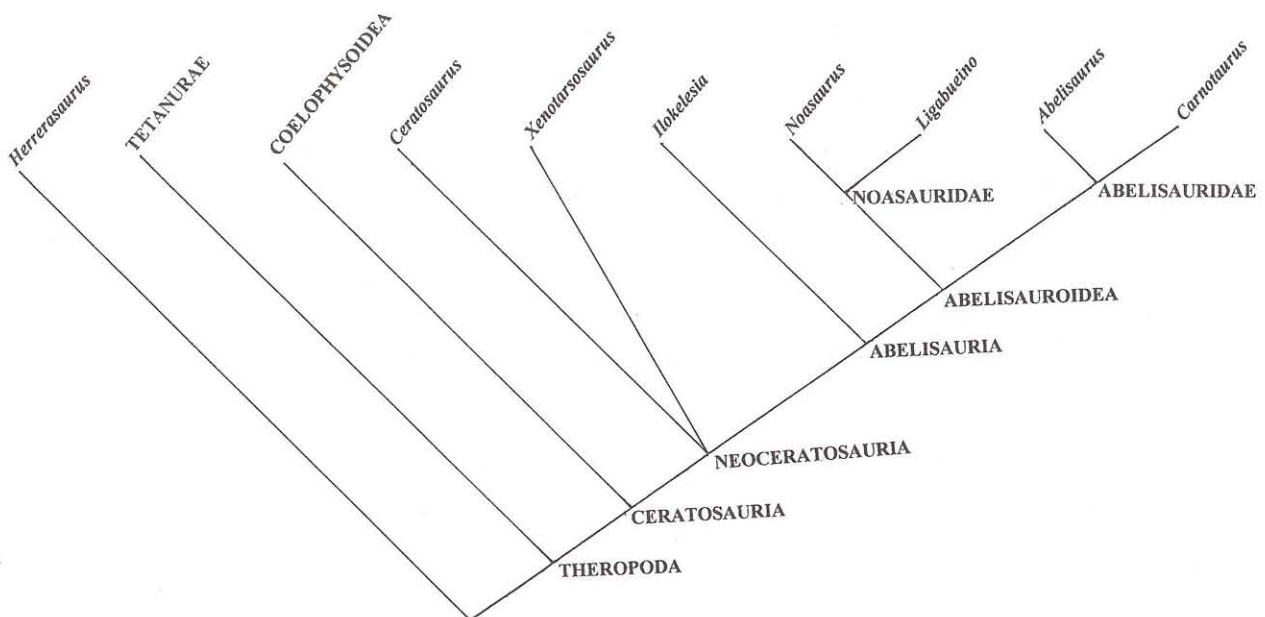 Herrerasaurus
TETANURAE
COELOPHYSOIDEA
Ceratosaurus
Xenotarsosaurus
Ilokelesia
Noasaurus
Ligabueino
Abelisaurus
Carnotaurus
NOASAURIDAE
ABELISAURIDAE
ABELISAUROIDEA
ABELISAURIA
NEOCERATOSAURIA
CERATOSAURIA
THEROPODA